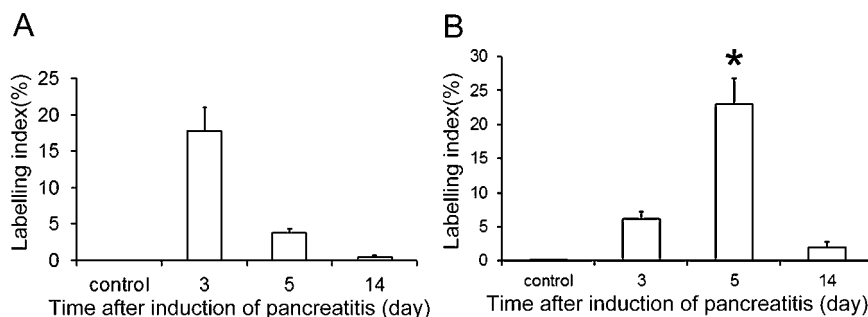 A
Labelling index(%)
25
20
15
10
5
0
control 3 5 14
Time after induction of pancreatitis (day)
B
Labelling index(%)
30
25
20
15
10
5
0
*
control 3 5 14
Time after induction of pancreatitis (day)